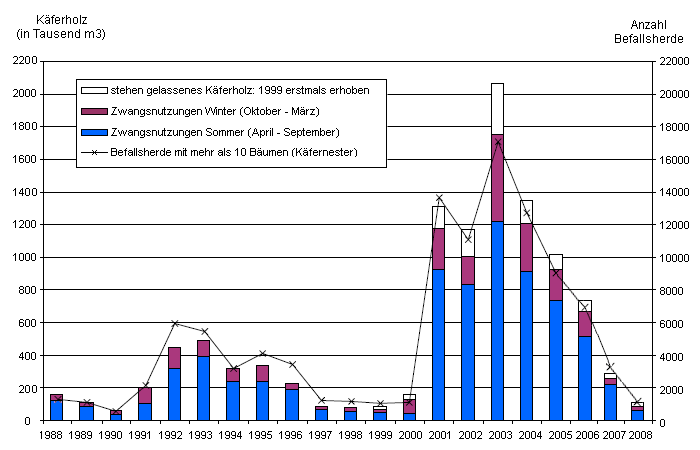 Käferholz
(in Tausend m3)
Anzahl
Befallsherde
2200
2000
1800
1600
1400
1200
1000
800
600
400
200
0
22000
20000
18000
16000
14000
12000
10000
8000
6000
4000
2000
0
stehen gelassenes Käferholz: 1999 erstmals erhoben
Zwangsnutzungen Winter (Oktober - März)
Zwangsnutzungen Sommer (April - September)
Befallsherde mit mehr als 10 Bäumen (Käfernester)
1988 1989 1990 1991 1992 1993 1994 1995 1996 1997 1998 1999 2000 2001 2002 2003 2004 2005 2006 2007 2008